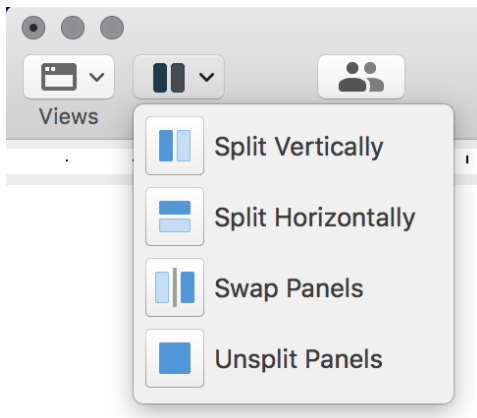 Views
Split Vertically
Split Horizontally
Swap Panels
Unsplit Panels